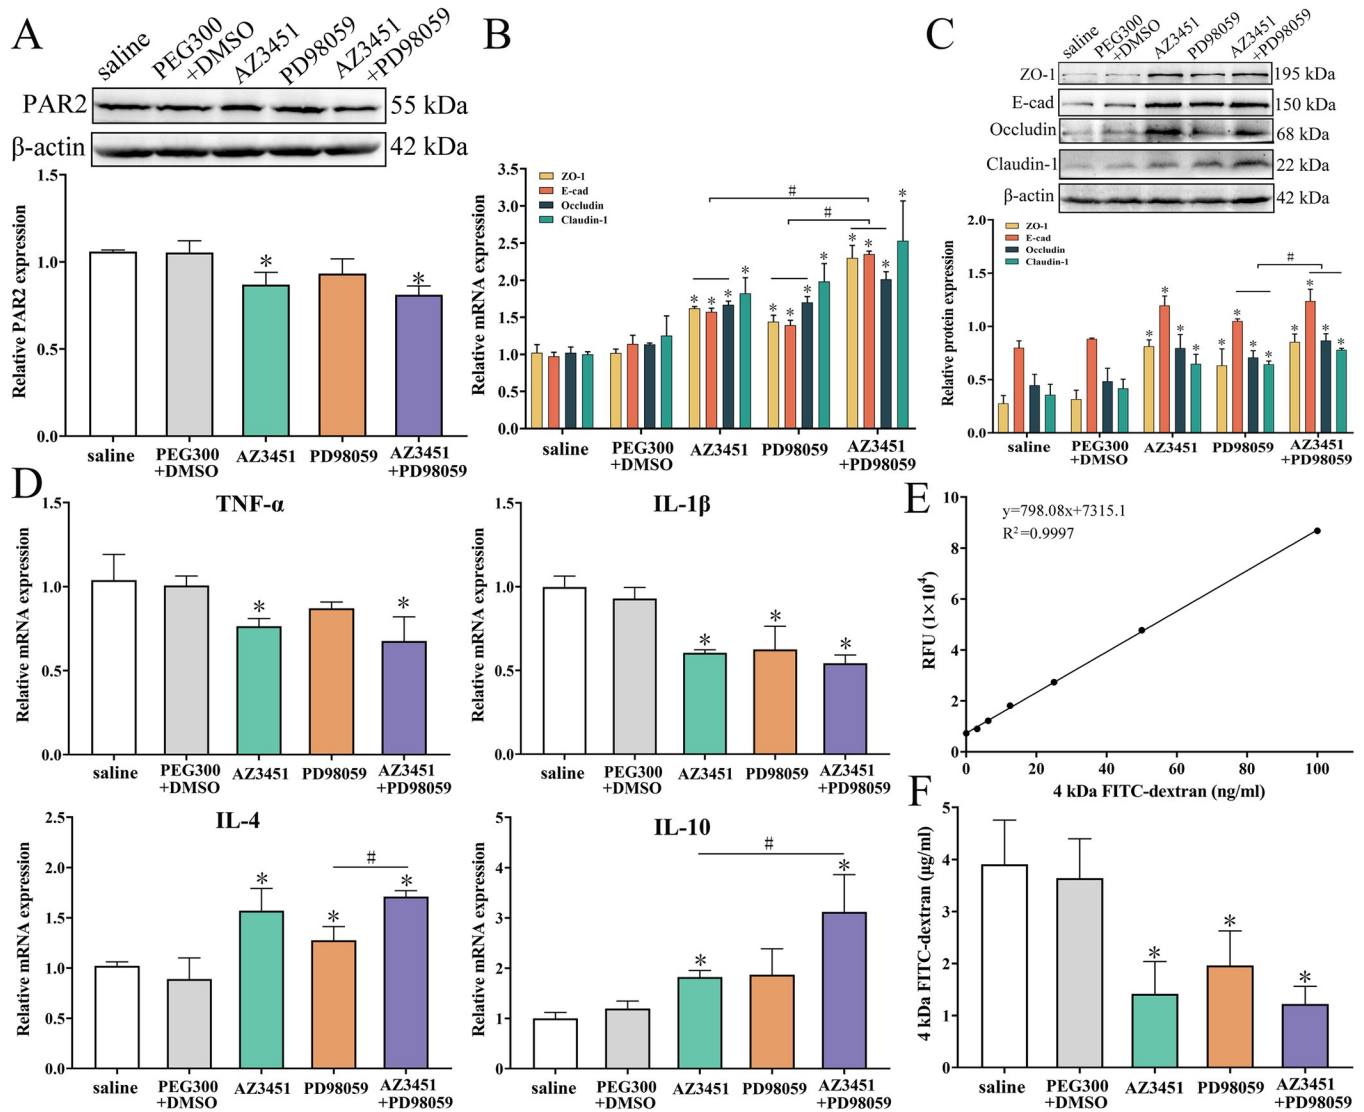 A
saline
PEG300
+DMSO
AZ3451
PD98059
AZ3451
+PD98059
PAR2
55 kDa
β-actin
42 kDa
Relative PAR2 expression
1.5
1.0
0.5
0.0
*
*
saline
PEG300
+DMSO
AZ3451
PD98059
AZ3451
+PD98059
B
Relative mRNA expression
3.5
3.0
2.5
2.0
1.5
1.0
0.5
0.0
ZO-1
E-cad
Occludin
Claudin-1
#
#
* * * *
* * * *
* * * *
saline
PEG300
+DMSO
AZ3451
PD98059
AZ3451
+PD98059
C
saline
PEG300
+DMSO
AZ3451
PD98059
AZ3451
+PD98059
ZO-1
195 kDa
E-cad
150 kDa
Occludin
68 kDa
Claudin-1
22 kDa
β-actin
42 kDa
Relative protein expression
2.0
1.5
1.0
0.5
0.0
ZO-1
E-cad
Occludin
Claudin-1
#
* * * *
* * * *
* * * *
saline
PEG300
+DMSO
AZ3451
PD98059
AZ3451
+PD98059
D
TNF-α
Relative mRNA expression
1.5
1.0
0.5
0.0
*
*
saline
PEG300
+DMSO
AZ3451
PD98059
AZ3451
+PD98059
IL-1β
Relative mRNA expression
1.5
1.0
0.5
0.0
*
*
*
saline
PEG300
+DMSO
AZ3451
PD98059
AZ3451
+PD98059
IL-4
Relative mRNA expression
2.5
2.0
1.5
1.0
0.5
0.0
#
*
*
*
saline
PEG300
+DMSO
AZ3451
PD98059
AZ3451
+PD98059
IL-10
Relative mRNA expression
5
4
3
2
1
0
#
*
*
saline
PEG300
+DMSO
AZ3451
PD98059
AZ3451
+PD98059
E
y=798.08x+7315.1
R²=0.9997
RFU (1×10⁴)
10
8
6
4
2
0
0
20
40
60
80
100
4 kDa FITC-dextran (ng/ml)
F
4 kDa FITC-dextran (μg/ml)
5
4
3
2
1
0
*
*
*
saline
PEG300
+DMSO
AZ3451
PD98059
AZ3451
+PD98059